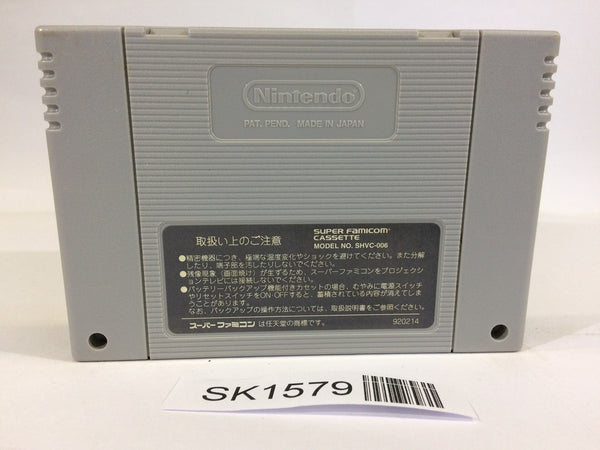 Nintendo
PAT. PEND. MADE IN JAPAN
取扱い上のご注意
SUPER FAMICOM
CASSETTE
MODEL NO. SHVC-006
●精密機器につき、極端な温度変化やショックを避けてください。また分解
したり、端子部を汚したりしないでください。
●残像現象（画面焼け）が生ずるため、スーパーファミコンをプロジェクシ
ョンテレビには接続しないでください。
●バッテリーバックアップ機能付きカセットの場合、むやみに電源スイッチ
やリセットスイッチをON・OFFすると、蓄積されている内容が消えてしま
うことがあります。
なお、バックアップの操作方法については、取扱説明書をご参照ください。
スーパーファミコンは任天堂の商標です。
920214
SK1579